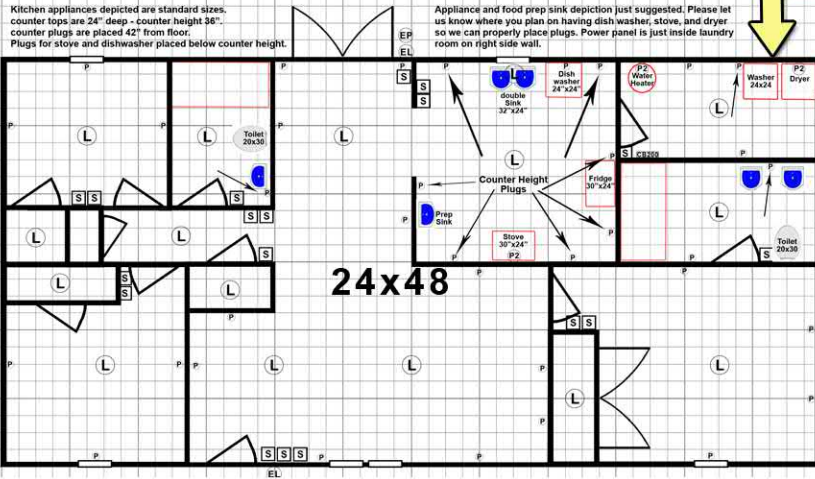 Kitchen appliances depicted are standard sizes.
counter tops are 24" deep - counter height 36".
counter plugs are placed 42" from floor.
Plugs for stove and dishwasher placed below counter height.
Appliance and food prep sink depiction just suggested. Please let
us know where you plan on having dish washer, stove, and dryer
so we can properly place plugs. Power panel is just inside laundry
room on right side wall.
EP
EL
P
P
P
P
P
P
S
S
S
L
double
Sink
32"x24"
Dish
washer
24"x24"
P2
Water
Heater
P
Washer
24x24
P2
Dryer
L
L
L
L
L
Toilet
20x30
P
P
P
S
CB200
P
P
Counter Height
Plugs
Fridge
30"x24"
P
P
S
S
S
P
L
L
S
S
P
Prep
Sink
P
Stove
30"x24"
P2
P
P
P
L
S
Toilet
20x30
S
24x48
L
S
S
L
P
P
P
P
S
S
P
P
P
L
L
L
L
P
P
L
P
P
S
S
S
P
P
P
P
EL